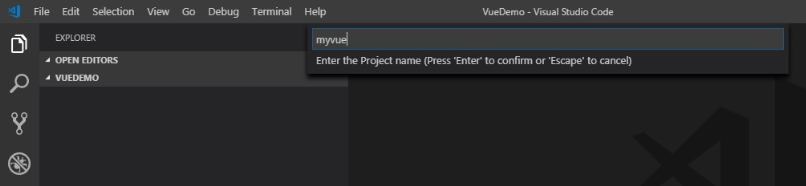 File Edit Selection View Go Debug Terminal Help VueDemo - Visual Studio Code
EXPLORER
myvue
OPEN EDITORS
Enter the Project name (Press 'Enter' to confirm or 'Escape' to cancel)
VUEDEMO